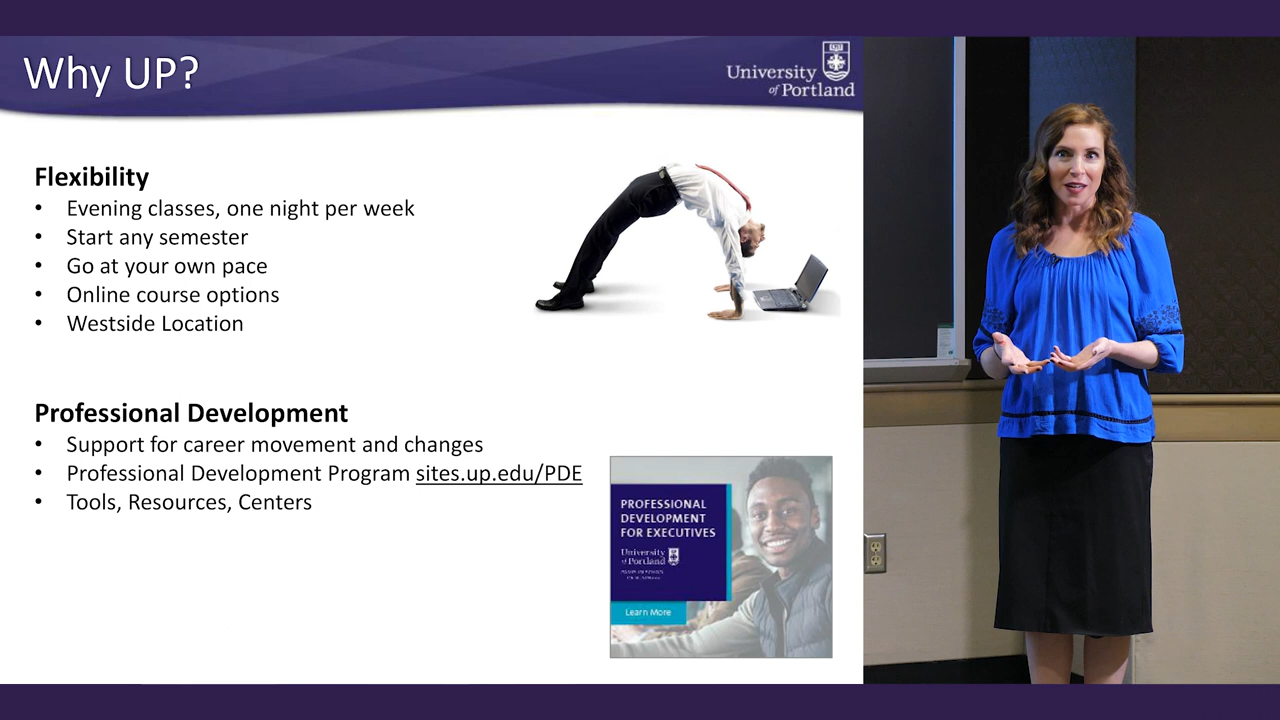 Why UP?
University
of Portland
Flexibility
• Evening classes, one night per week
• Start any semester
• Go at your own pace
• Online course options
• Westside Location
Professional Development
• Support for career movement and changes
• Professional Development Program sites.up.edu/PDE
• Tools, Resources, Centers
PROFESSIONAL
DEVELOPMENT
FOR EXECUTIVES
University
of Portland
Learn More